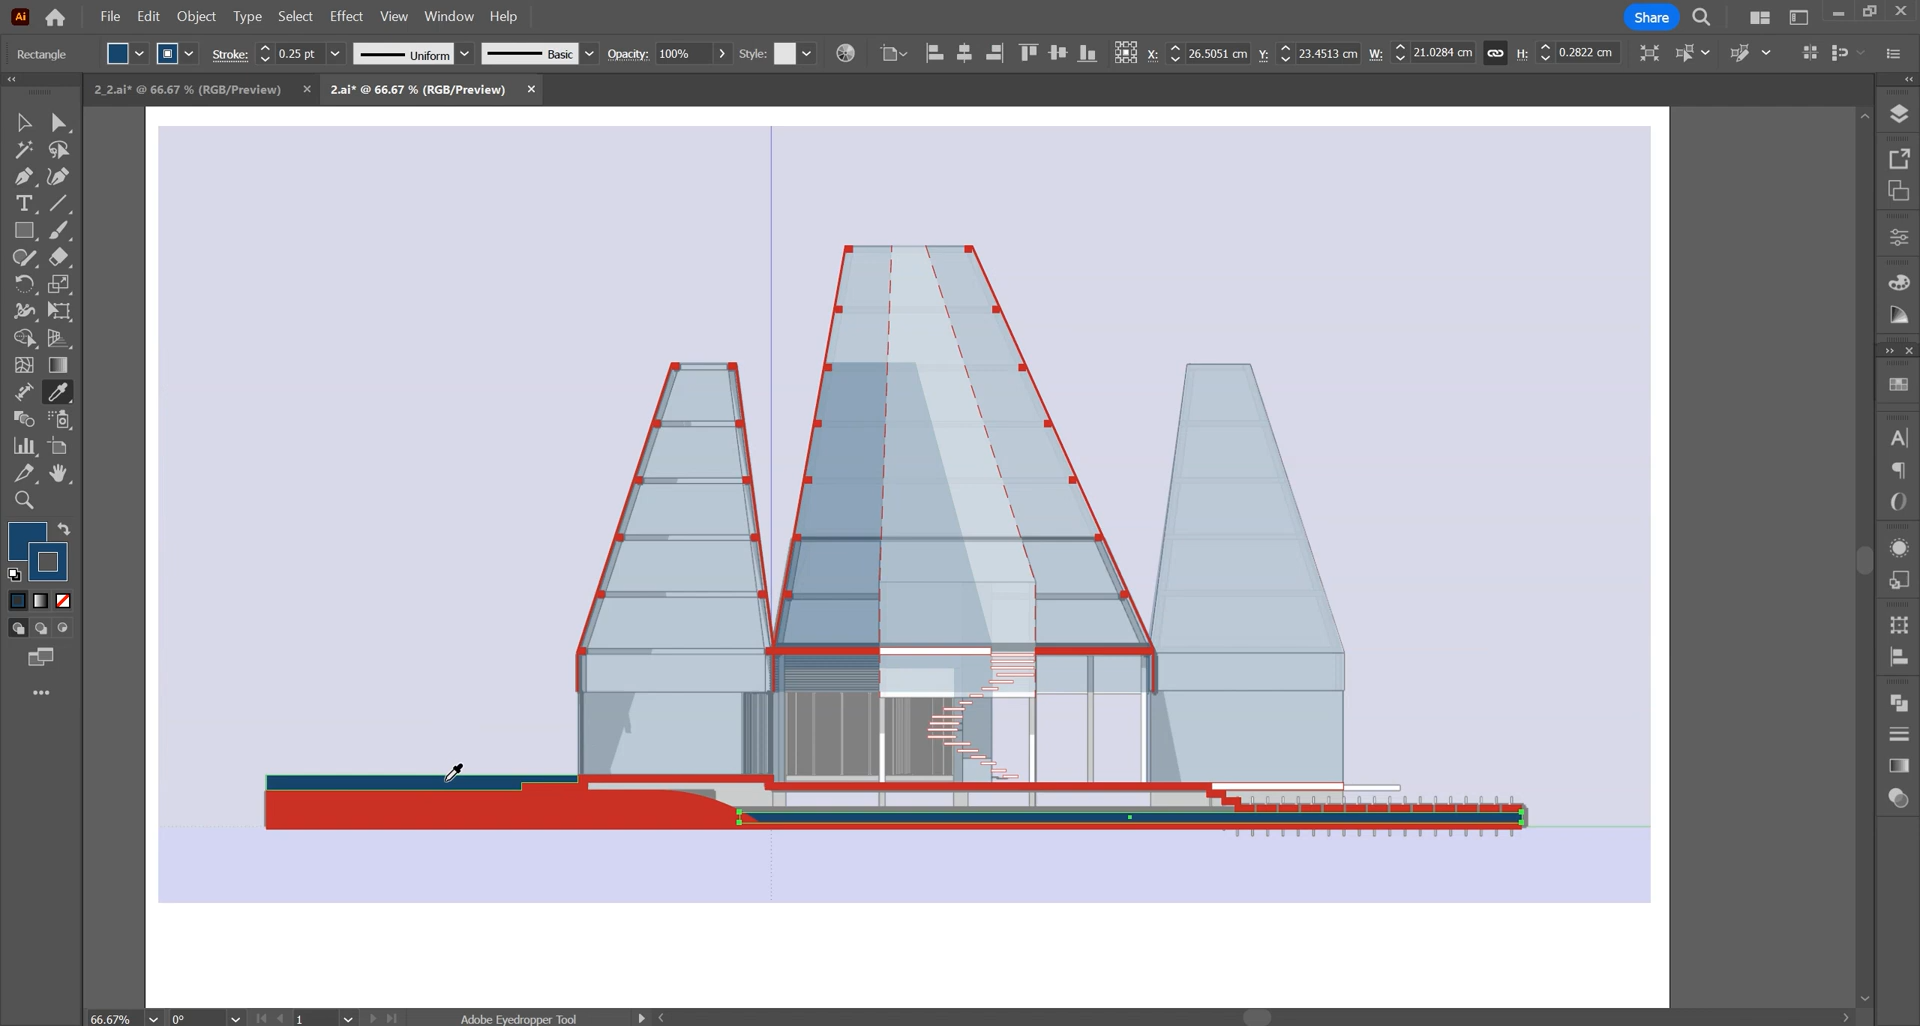 Ai File Edit Object Type Select Effect View Window Help Share
Rectangle Stroke: 0.25 pt Uniform Basic Opacity: 100% Style: X: 26.5051 cm Y: 23.4513 cm W: 21.0284 cm H: 0.2822 cm
2_2.ai* @ 66.67 % (RGB/Preview) 2.ai* @ 66.67 % (RGB/Preview)
66.67% 0° 1 Adobe Eyedropper Tool